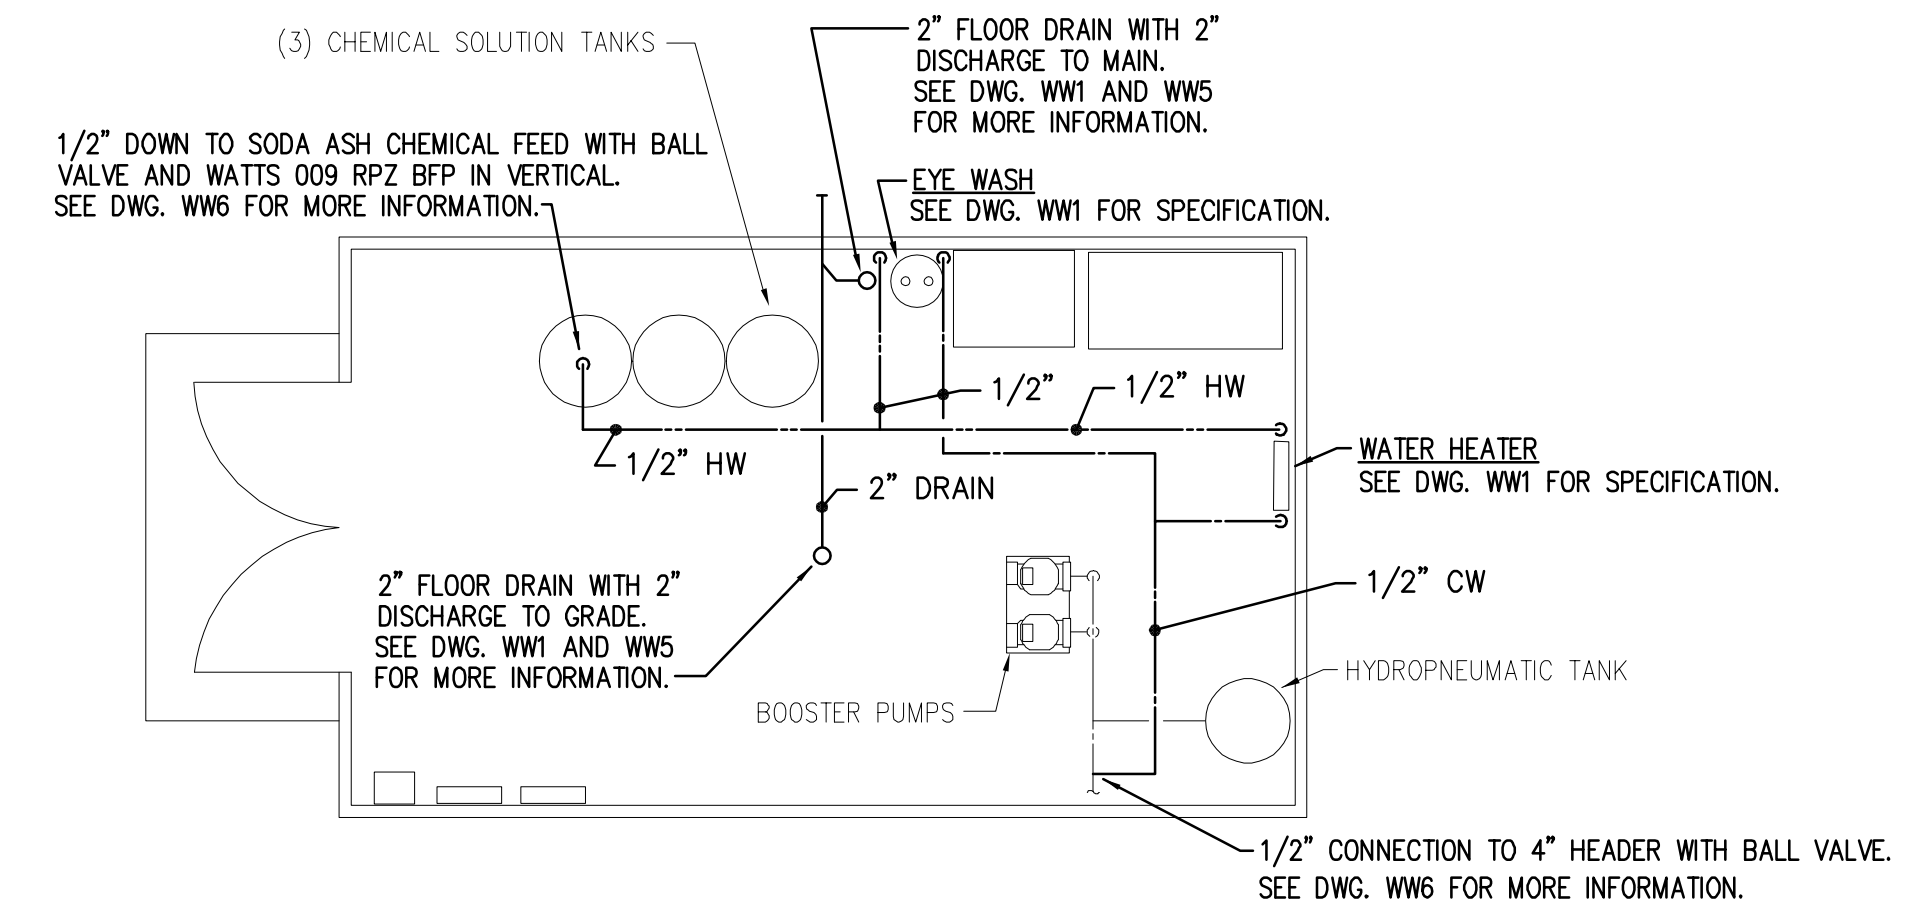 (3) CHEMICAL SOLUTION TANKS
2" FLOOR DRAIN WITH 2"
DISCHARGE TO MAIN.
SEE DWG. WW1 AND WW5
FOR MORE INFORMATION.
1/2" DOWN TO SODA ASH CHEMICAL FEED WITH BALL
VALVE AND WATTS 009 RPZ BFP IN VERTICAL.
SEE DWG. WW6 FOR MORE INFORMATION.
EYE WASH
SEE DWG. WW1 FOR SPECIFICATION.
1/2"
1/2" HW
1/2" HW
WATER HEATER
SEE DWG. WW1 FOR SPECIFICATION.
2" DRAIN
2" FLOOR DRAIN WITH 2"
DISCHARGE TO GRADE.
SEE DWG. WW1 AND WW5
FOR MORE INFORMATION.
1/2" CW
HYDROPNEUMATIC TANK
BOOSTER PUMPS
1/2" CONNECTION TO 4" HEADER WITH BALL VALVE.
SEE DWG. WW6 FOR MORE INFORMATION.